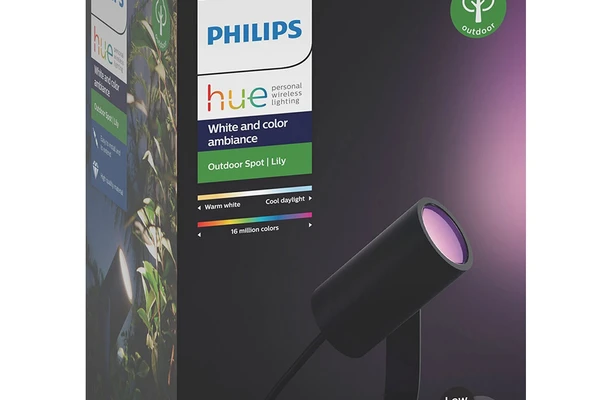 PHILIPS
hue personal
wireless
lighting
White and color
ambiance
Outdoor Spot | Lily
Warm white Cool daylight
16 million colors
outdoor
Low
PHILIPS
hue
White and color
ambiance
Outdoor Spot | Lily